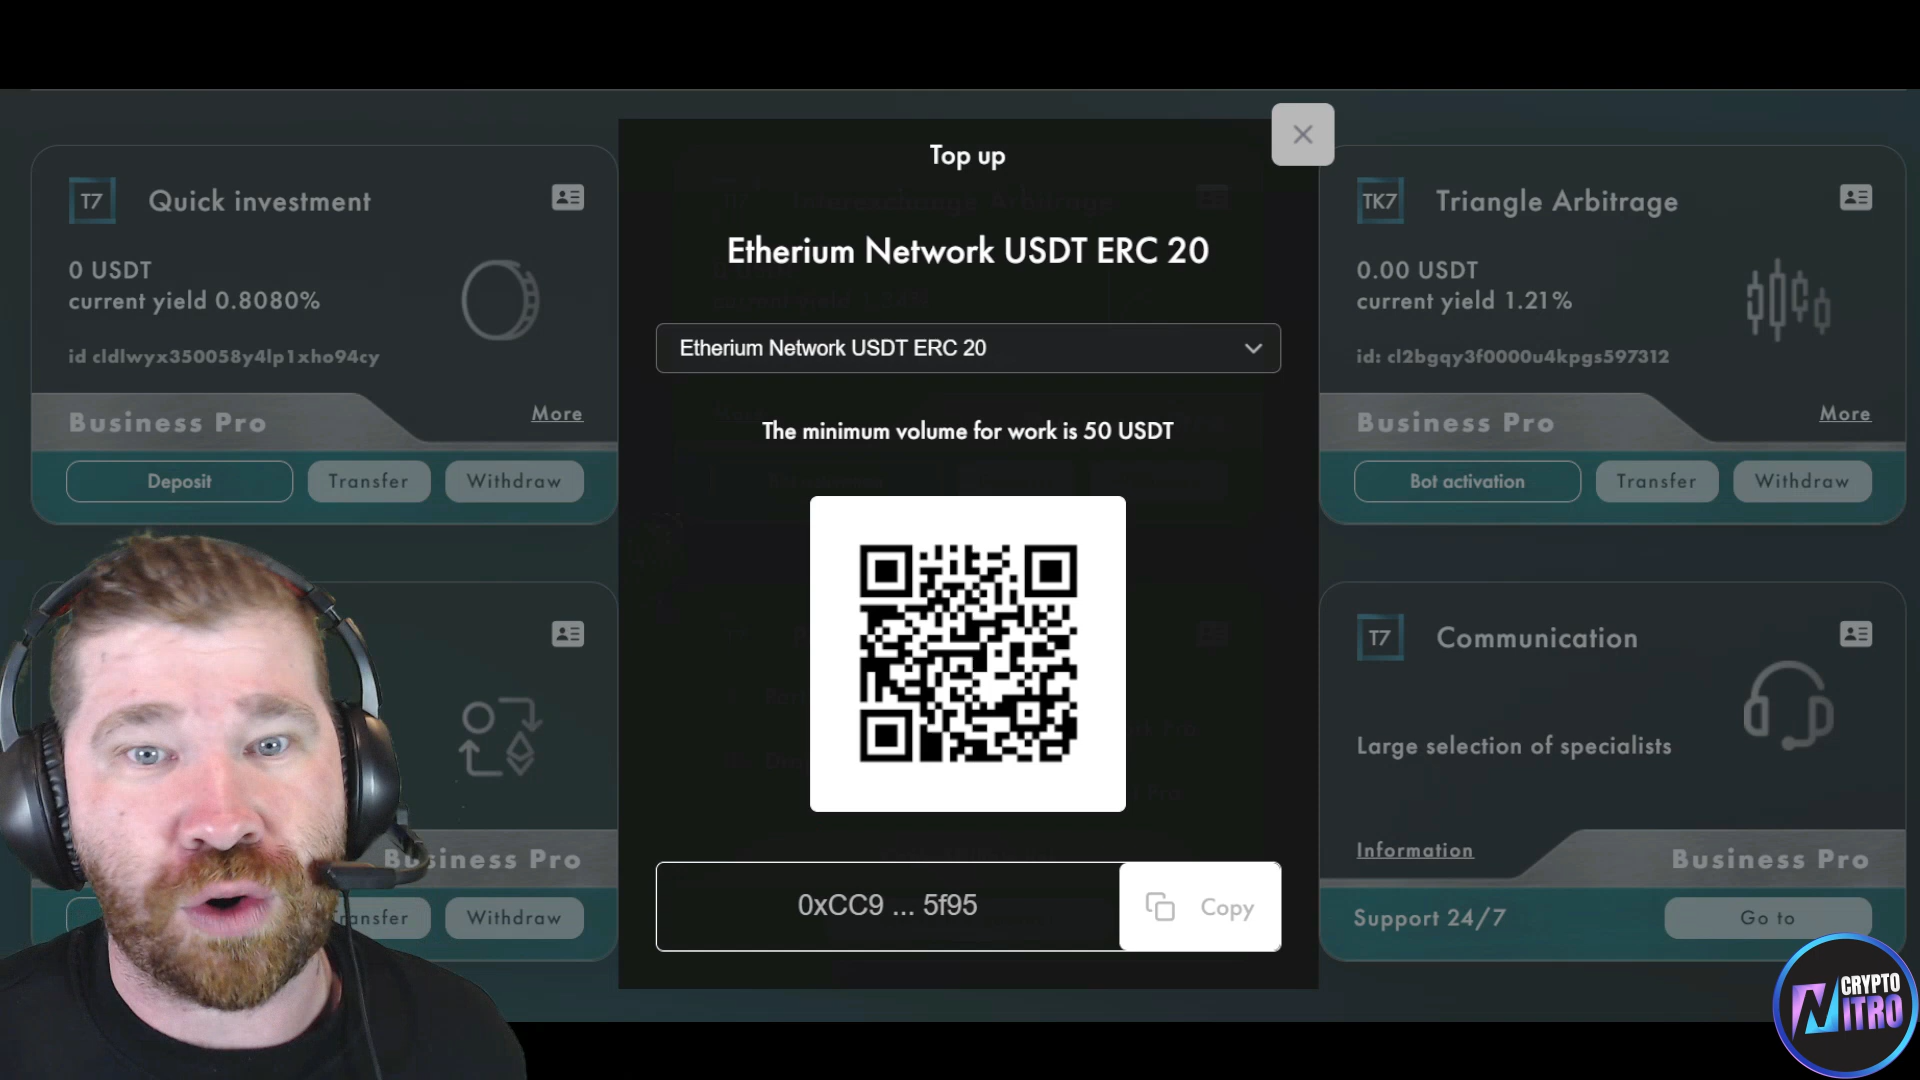 Top up
Etherium Network USDT ERC 20
Etherium Network USDT ERC 20
The minimum volume for work is 50 USDT
0xCC9 ... 5f95
Copy
T7
Quick investment
0 USDT
current yield 0.8080%
id cldlwyx350058y4lp1xho94cy
More
Business Pro
Deposit
Transfer
Withdraw
Interexchange Arbitrage
TK7
Triangle Arbitrage
0.00 USDT
current yield 1.21%
id: cl2bgqy3f0000u4kpgs597312
More
Business Pro
Bot activation
Transfer
Withdraw
Business Pro
Transfer
Withdraw
T7
Communication
Large selection of specialists
Information
Business Pro
Support 24/7
Go to
CRYPTO
NITRO